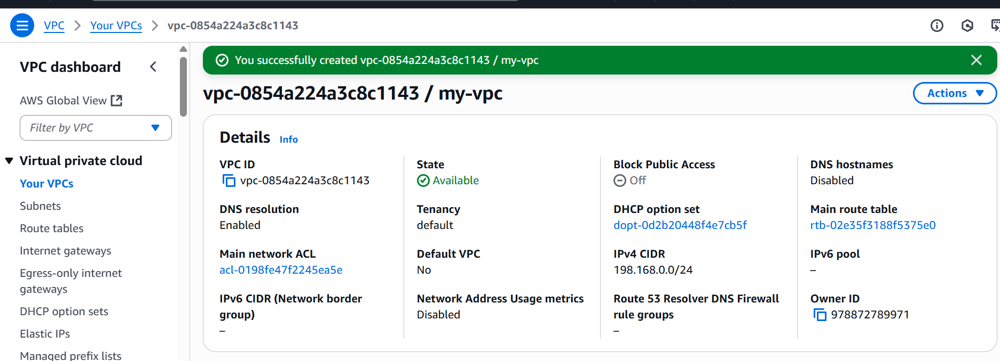 VPC > Your VPCs > vpc-0854a224a3c8c1143
VPC dashboard
AWS Global View
Filter by VPC
Virtual private cloud
Your VPCs
Subnets
Route tables
Internet gateways
Egress-only internet
gateways
DHCP option sets
Elastic IPs
Managed prefix lists
You successfully created vpc-0854a224a3c8c1143 / my-vpc
vpc-0854a224a3c8c1143 / my-vpc
Actions
Details Info
VPC ID
vpc-0854a224a3c8c1143
State
Available
Block Public Access
Off
DNS hostnames
Disabled
DNS resolution
Enabled
Tenancy
default
DHCP option set
dopt-0d2b20448f4e7cb5f
Main route table
rtb-02e35f3188f5375e0
Main network ACL
acl-0198fe47f2245ea5e
Default VPC
No
IPv4 CIDR
198.168.0.0/24
IPv6 pool
–
IPv6 CIDR (Network border
group)
–
Network Address Usage metrics
Disabled
Route 53 Resolver DNS Firewall
rule groups
–
Owner ID
978872789971